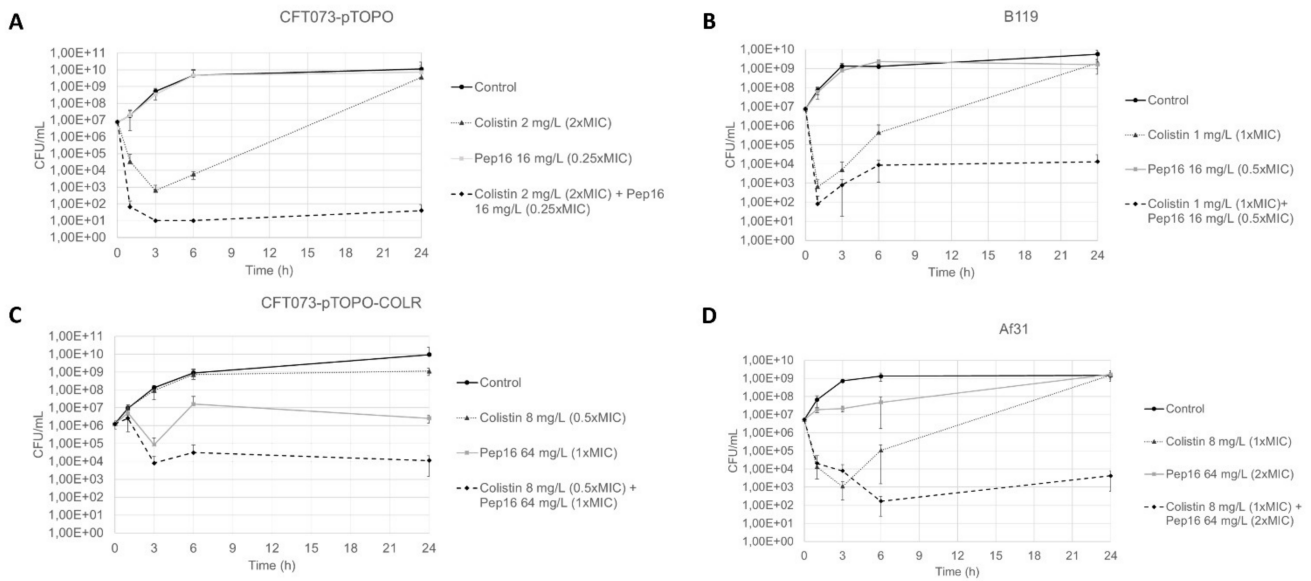 A
CFT073-pTOPO
CFU/mL
1,00E+11
1,00E+10
1,00E+09
1,00E+08
1,00E+07
1,00E+06
1,00E+05
1,00E+04
1,00E+03
1,00E+02
1,00E+01
1,00E+00
0 3 6 9 12 15 18 21 24
Time (h)
Control
Colistin 2 mg/L (2xMIC)
Pep16 16 mg/L (0.25xMIC)
Colistin 2 mg/L (2xMIC) + Pep16
16 mg/L (0.25xMIC)
B
B119
CFU/mL
1,00E+10
1,00E+09
1,00E+08
1,00E+07
1,00E+06
1,00E+05
1,00E+04
1,00E+03
1,00E+02
1,00E+01
1,00E+00
0 3 6 9 12 15 18 21 24
Time (h)
Control
Colistin 1 mg/L (1xMIC)
Pep16 16 mg/L (0.5xMIC)
Colistin 1 mg/L (1xMIC)+
Pep16 16 mg/L (0.5xMIC)
C
CFT073-pTOPO-COLR
CFU/mL
1,00E+11
1,00E+10
1,00E+09
1,00E+08
1,00E+07
1,00E+06
1,00E+05
1,00E+04
1,00E+03
1,00E+02
1,00E+01
1,00E+00
0 3 6 9 12 15 18 21 24
Time (h)
Control
Colistin 8 mg/L (0.5xMIC)
Pep16 64 mg/L (1xMIC)
Colistin 8 mg/L (0.5xMIC) +
Pep16 64 mg/L (1xMIC)
D
Af31
CFU/mL
1,00E+10
1,00E+09
1,00E+08
1,00E+07
1,00E+06
1,00E+05
1,00E+04
1,00E+03
1,00E+02
1,00E+01
1,00E+00
0 3 6 9 12 15 18 21 24
Time (h)
Control
Colistin 8 mg/L (1xMIC)
Pep16 64 mg/L (2xMIC)
Colistin 8 mg/L (1xMIC) +
Pep16 64 mg/L (2xMIC)